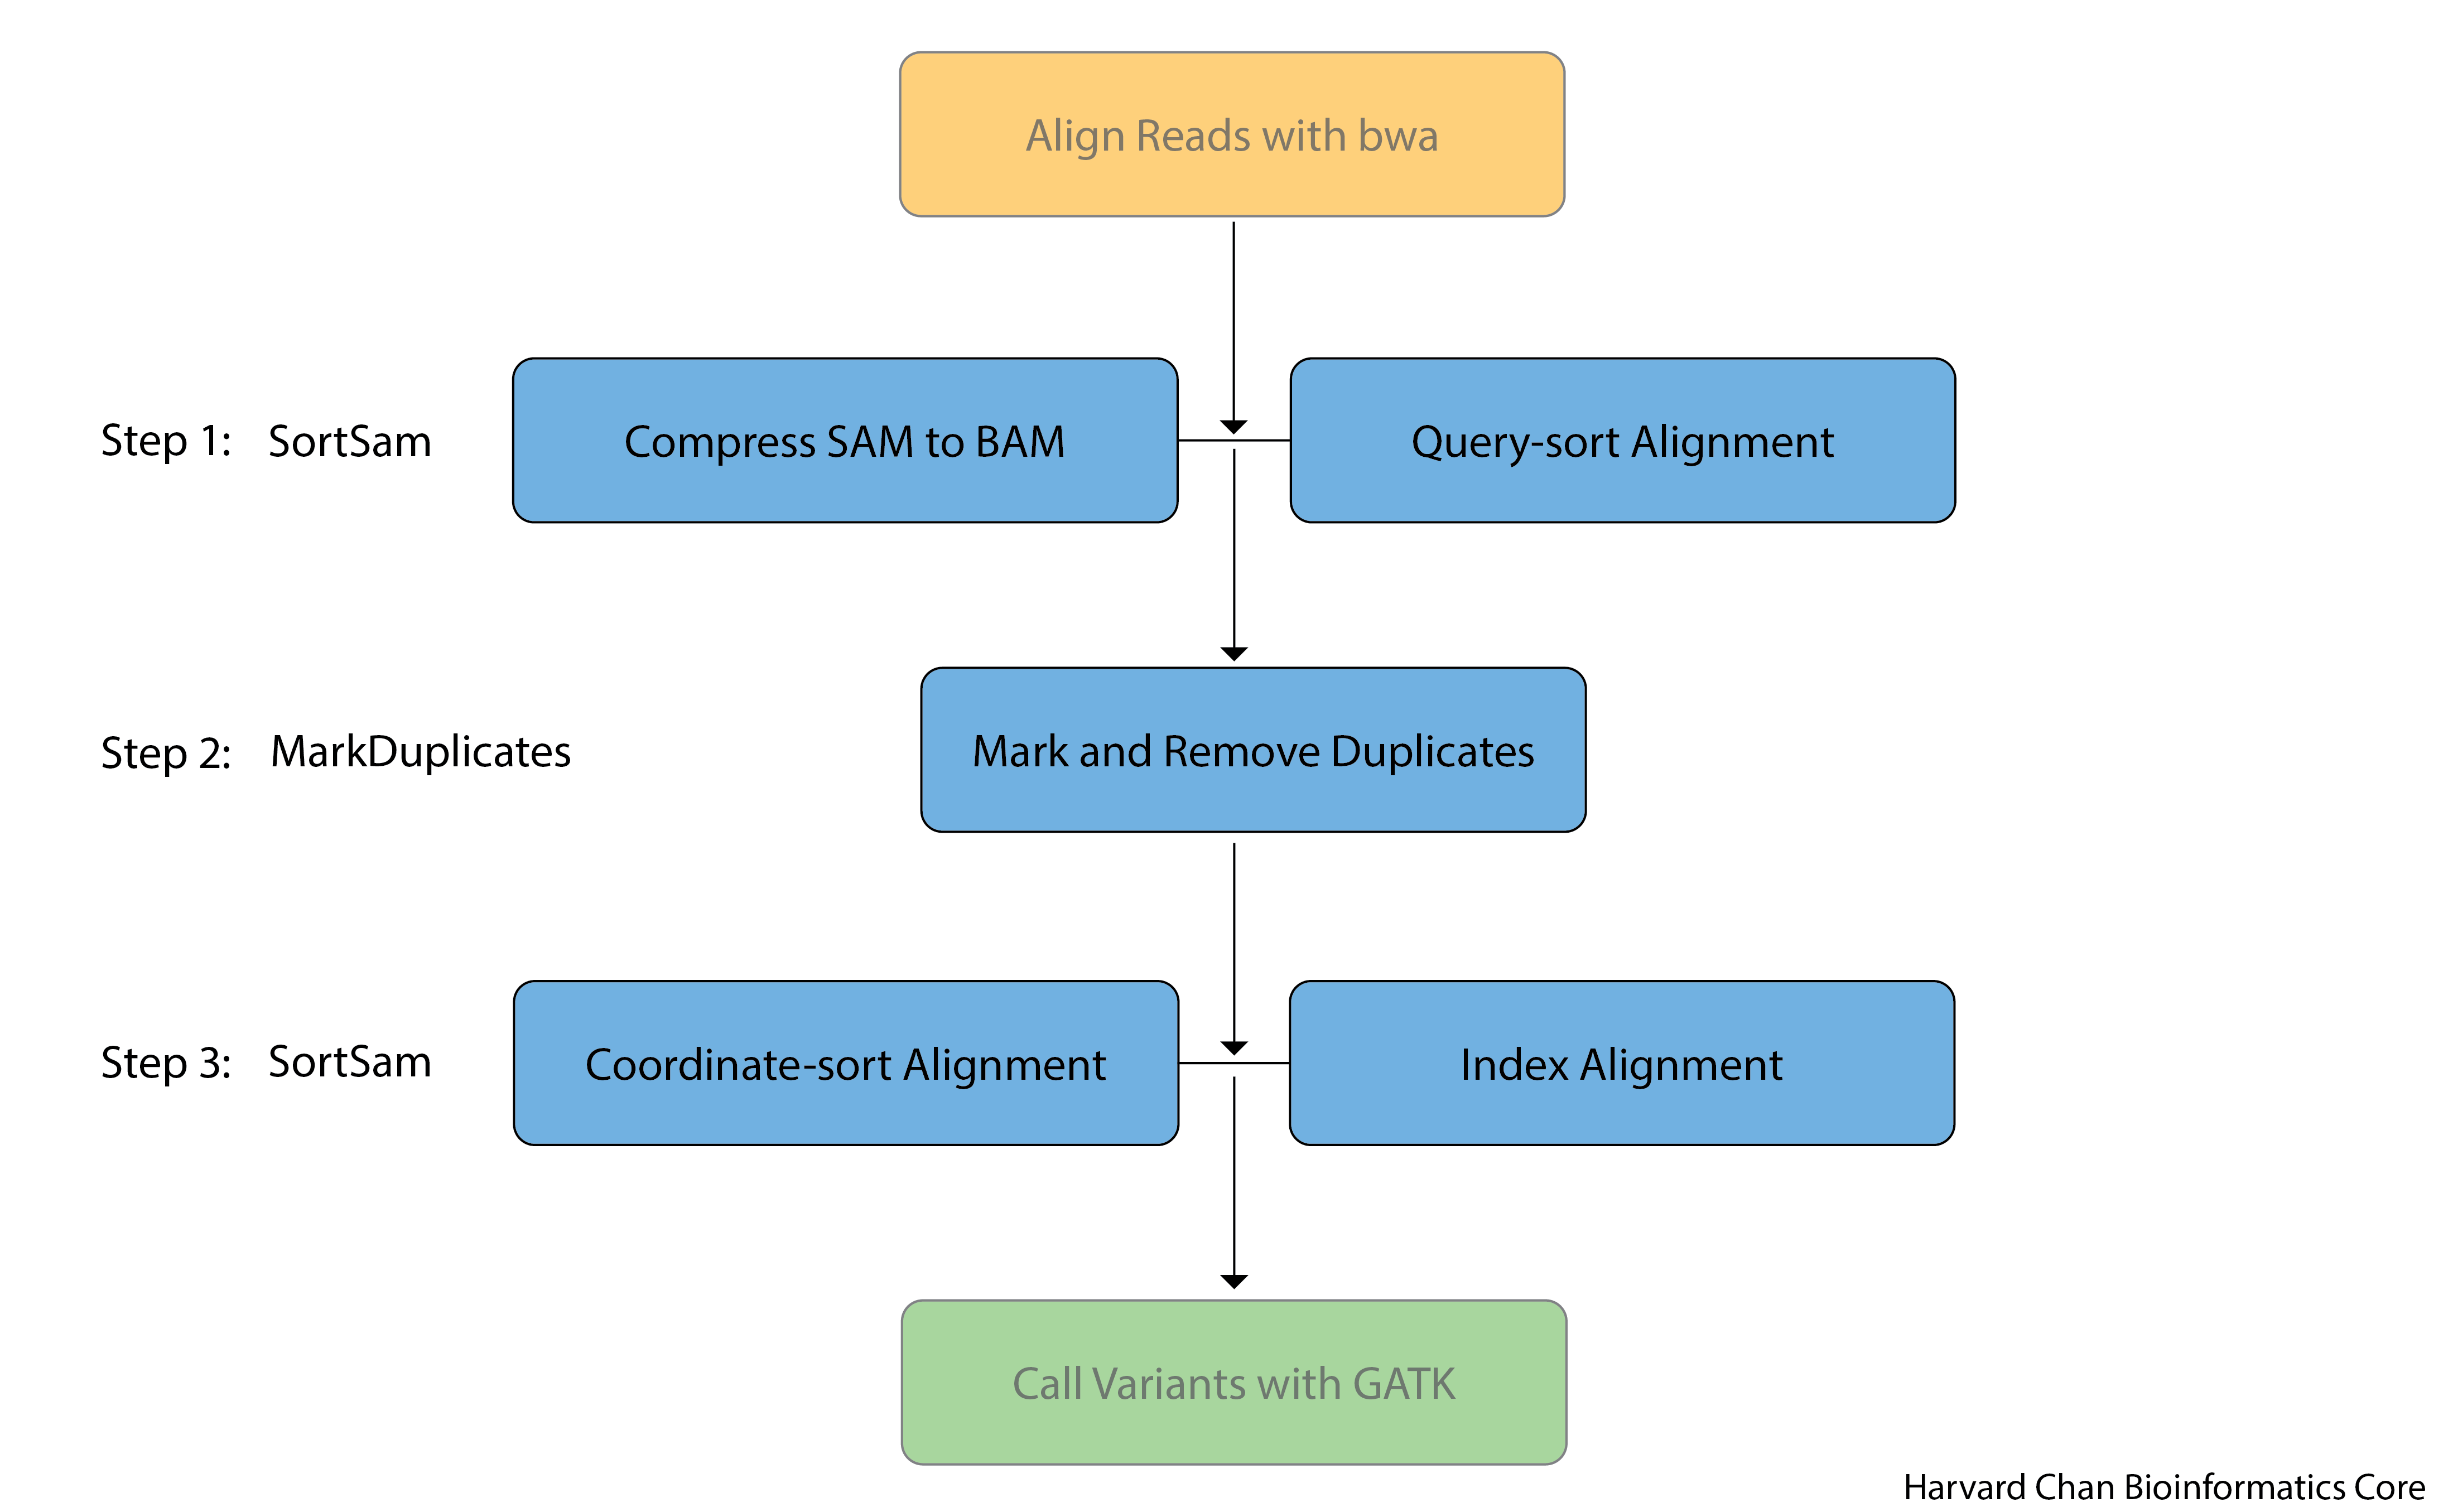 Align Reads with bwa
Step 1: SortSam
Compress SAM to BAM
Query-sort Alignment
Step 2: MarkDuplicates
Mark and Remove Duplicates
Step 3: SortSam
Coordinate-sort Alignment
Index Alignment
Call Variants with GATK
Harvard Chan Bioinformatics Core